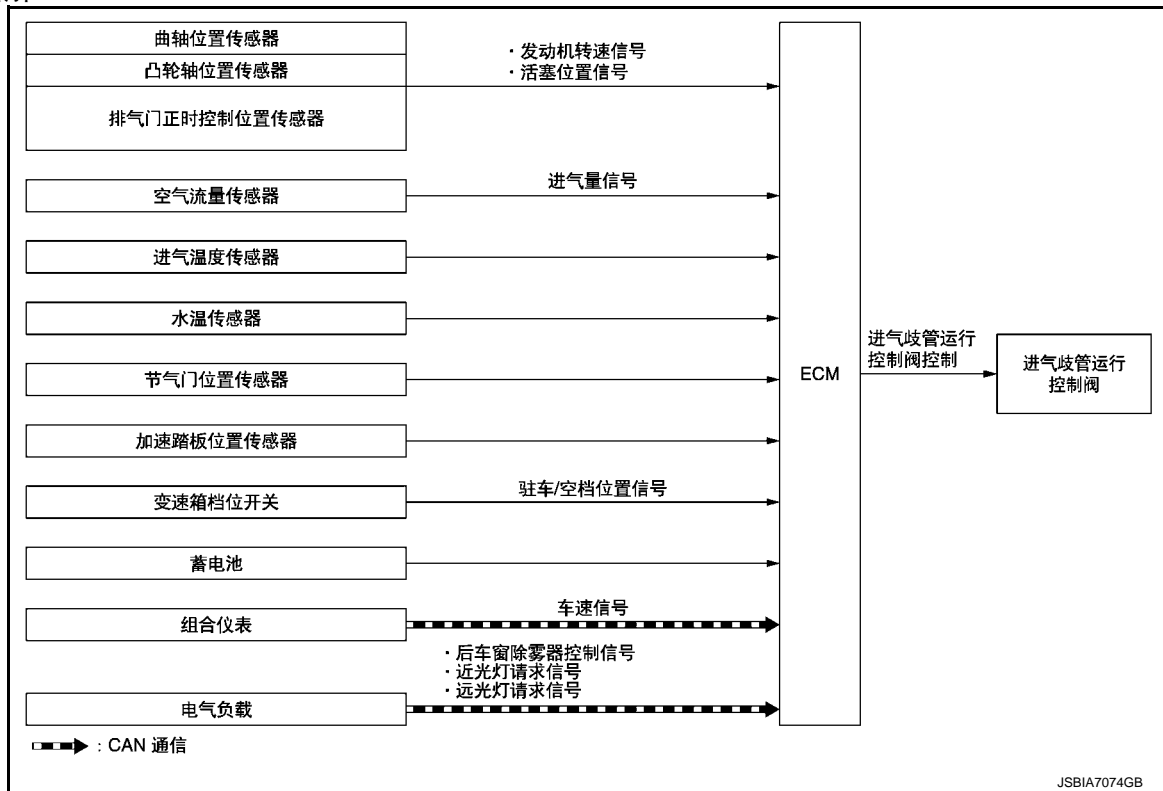 曲轴位置传感器
凸轮轴位置传感器
排气门正时控制位置传感器
· 发动机转速信号
· 活塞位置信号
空气流量传感器
进气量信号
进气温度传感器
水温传感器
节气门位置传感器
加速踏板位置传感器
变速箱档位开关
驻车/空档位置信号
蓄电池
组合仪表
车速信号
电气负载
· 后车窗除雾器控制信号
· 近光灯请求信号
· 远光灯请求信号
ECM
进气歧管运行
控制阀控制
进气歧管运行
控制阀
: CAN 通信
JSBIA7074GB